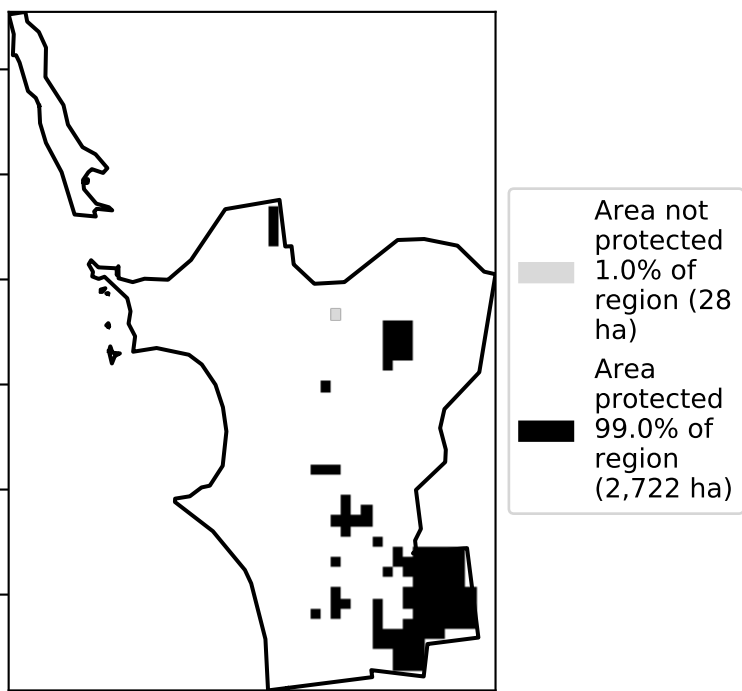 Area not
protected
1.0% of
region (28
ha)
Area
protected
99.0% of
region
(2,722 ha)